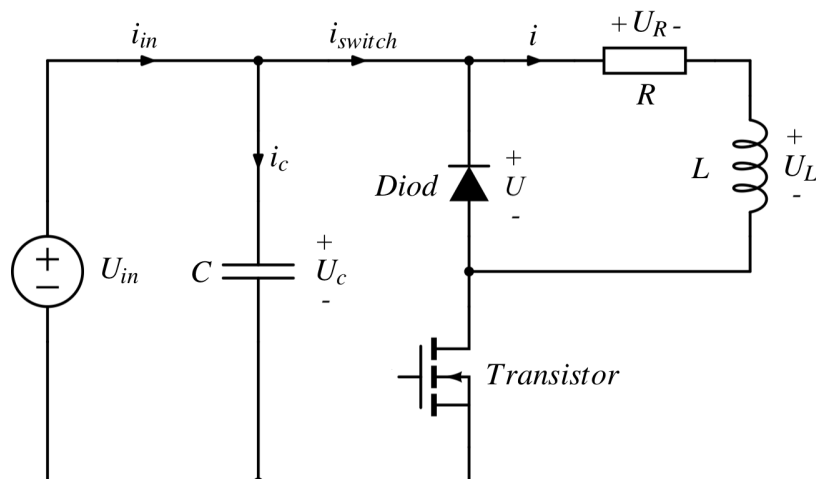 i_in
i_switch
i
+ U_R -
R
i_c
Diod
+
U
-
L
+
U_L
-
+
-
U_in
C
+
U_c
-
Transistor